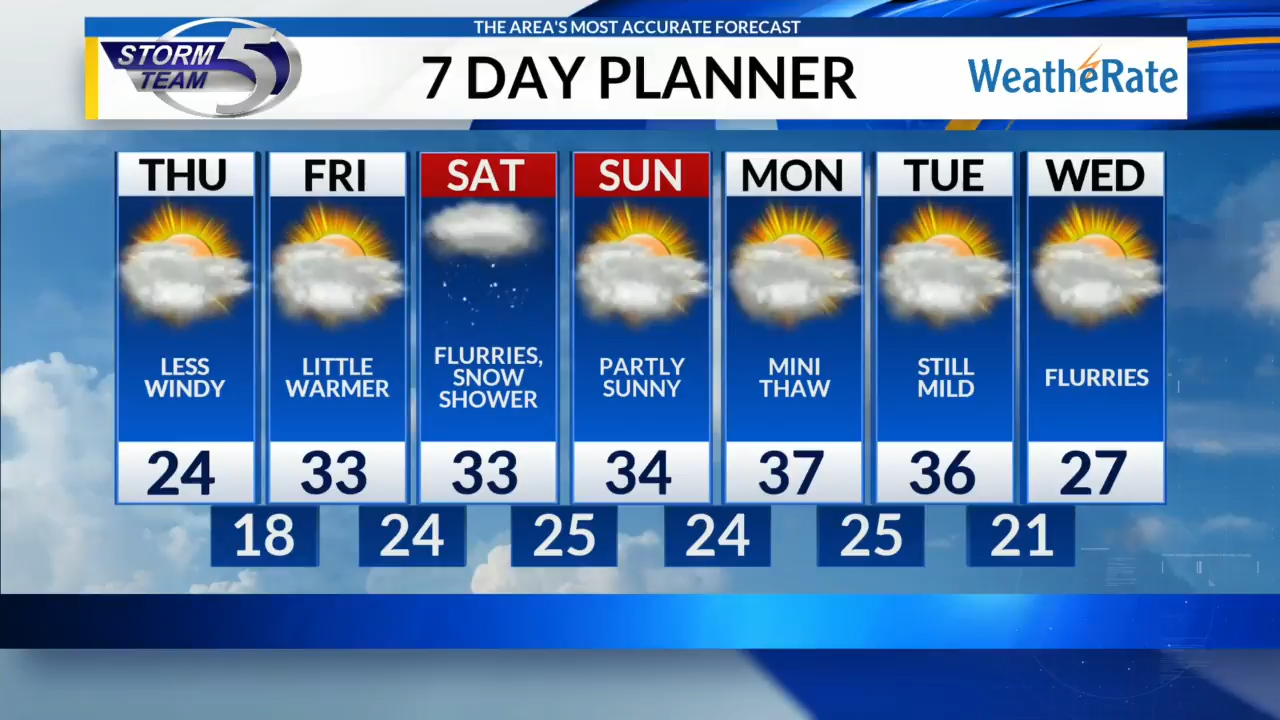 THE AREA'S MOST ACCURATE FORECAST
STORM
TEAM
5
7 DAY PLANNER
WeatheRate
THU
FRI
SAT
SUN
MON
TUE
WED
LESS
WINDY
LITTLE
WARMER
FLURRIES,
SNOW
SHOWER
PARTLY
SUNNY
MINI
THAW
STILL
MILD
FLURRIES
24
33
33
34
37
36
27
18
24
25
24
25
21